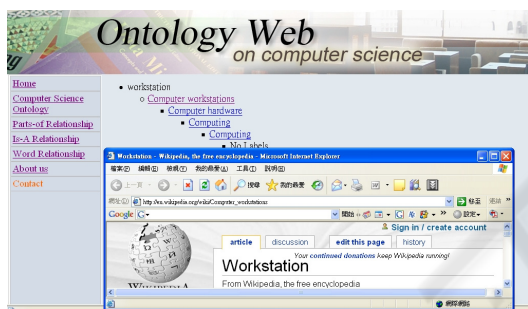 Ontology Web
on computer science
Home
Computer Science
Ontology
Parts-of Relationship
Is-A Relationship
Word Relationship
About us
Contact
workstation
Computer workstations
Computer hardware
Computing
Computing
No Labels
Workstation - Wikipedia, the free encyclopedia - Microsoft Internet Explorer
檔案(F) 編輯(E) 檢視(V) 我的最愛(A) 工具(T) 說明(H)
上一頁 搜尋 我的最愛
網址(D) http://en.wikipedia.org/wiki/Computer_workstations 移至 連結 »
Google G 開始 設定
Sign in / create account
article discussion edit this page history
Your continued donations keep Wikipedia running!
Workstation
From Wikipedia, the free encyclopedia
網際網路